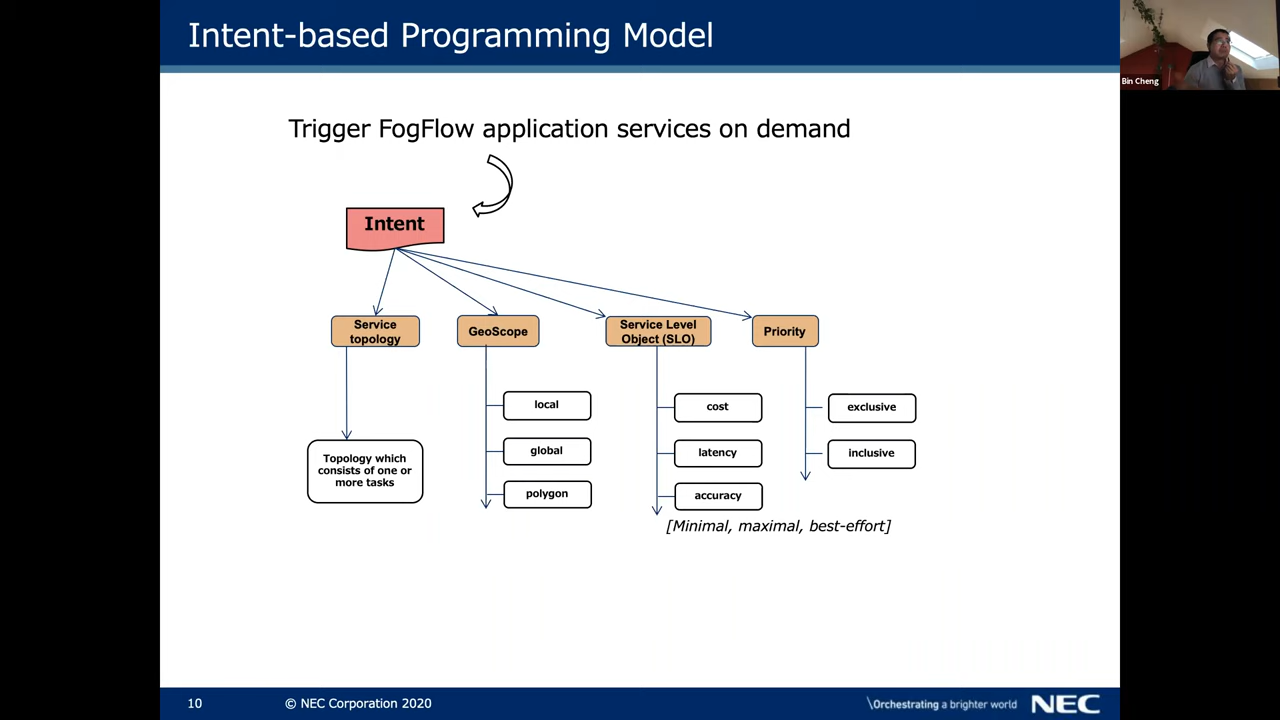 Intent-based Programming Model
Bin Cheng
Trigger FogFlow application services on demand
Intent
Service
topology
GeoScope
Service Level
Object (SLO)
Priority
local
global
polygon
cost
latency
accuracy
exclusive
inclusive
Topology which
consists of one or
more tasks
[Minimal, maximal, best-effort]
10
© NEC Corporation 2020
\Orchestrating a brighter world
NEC